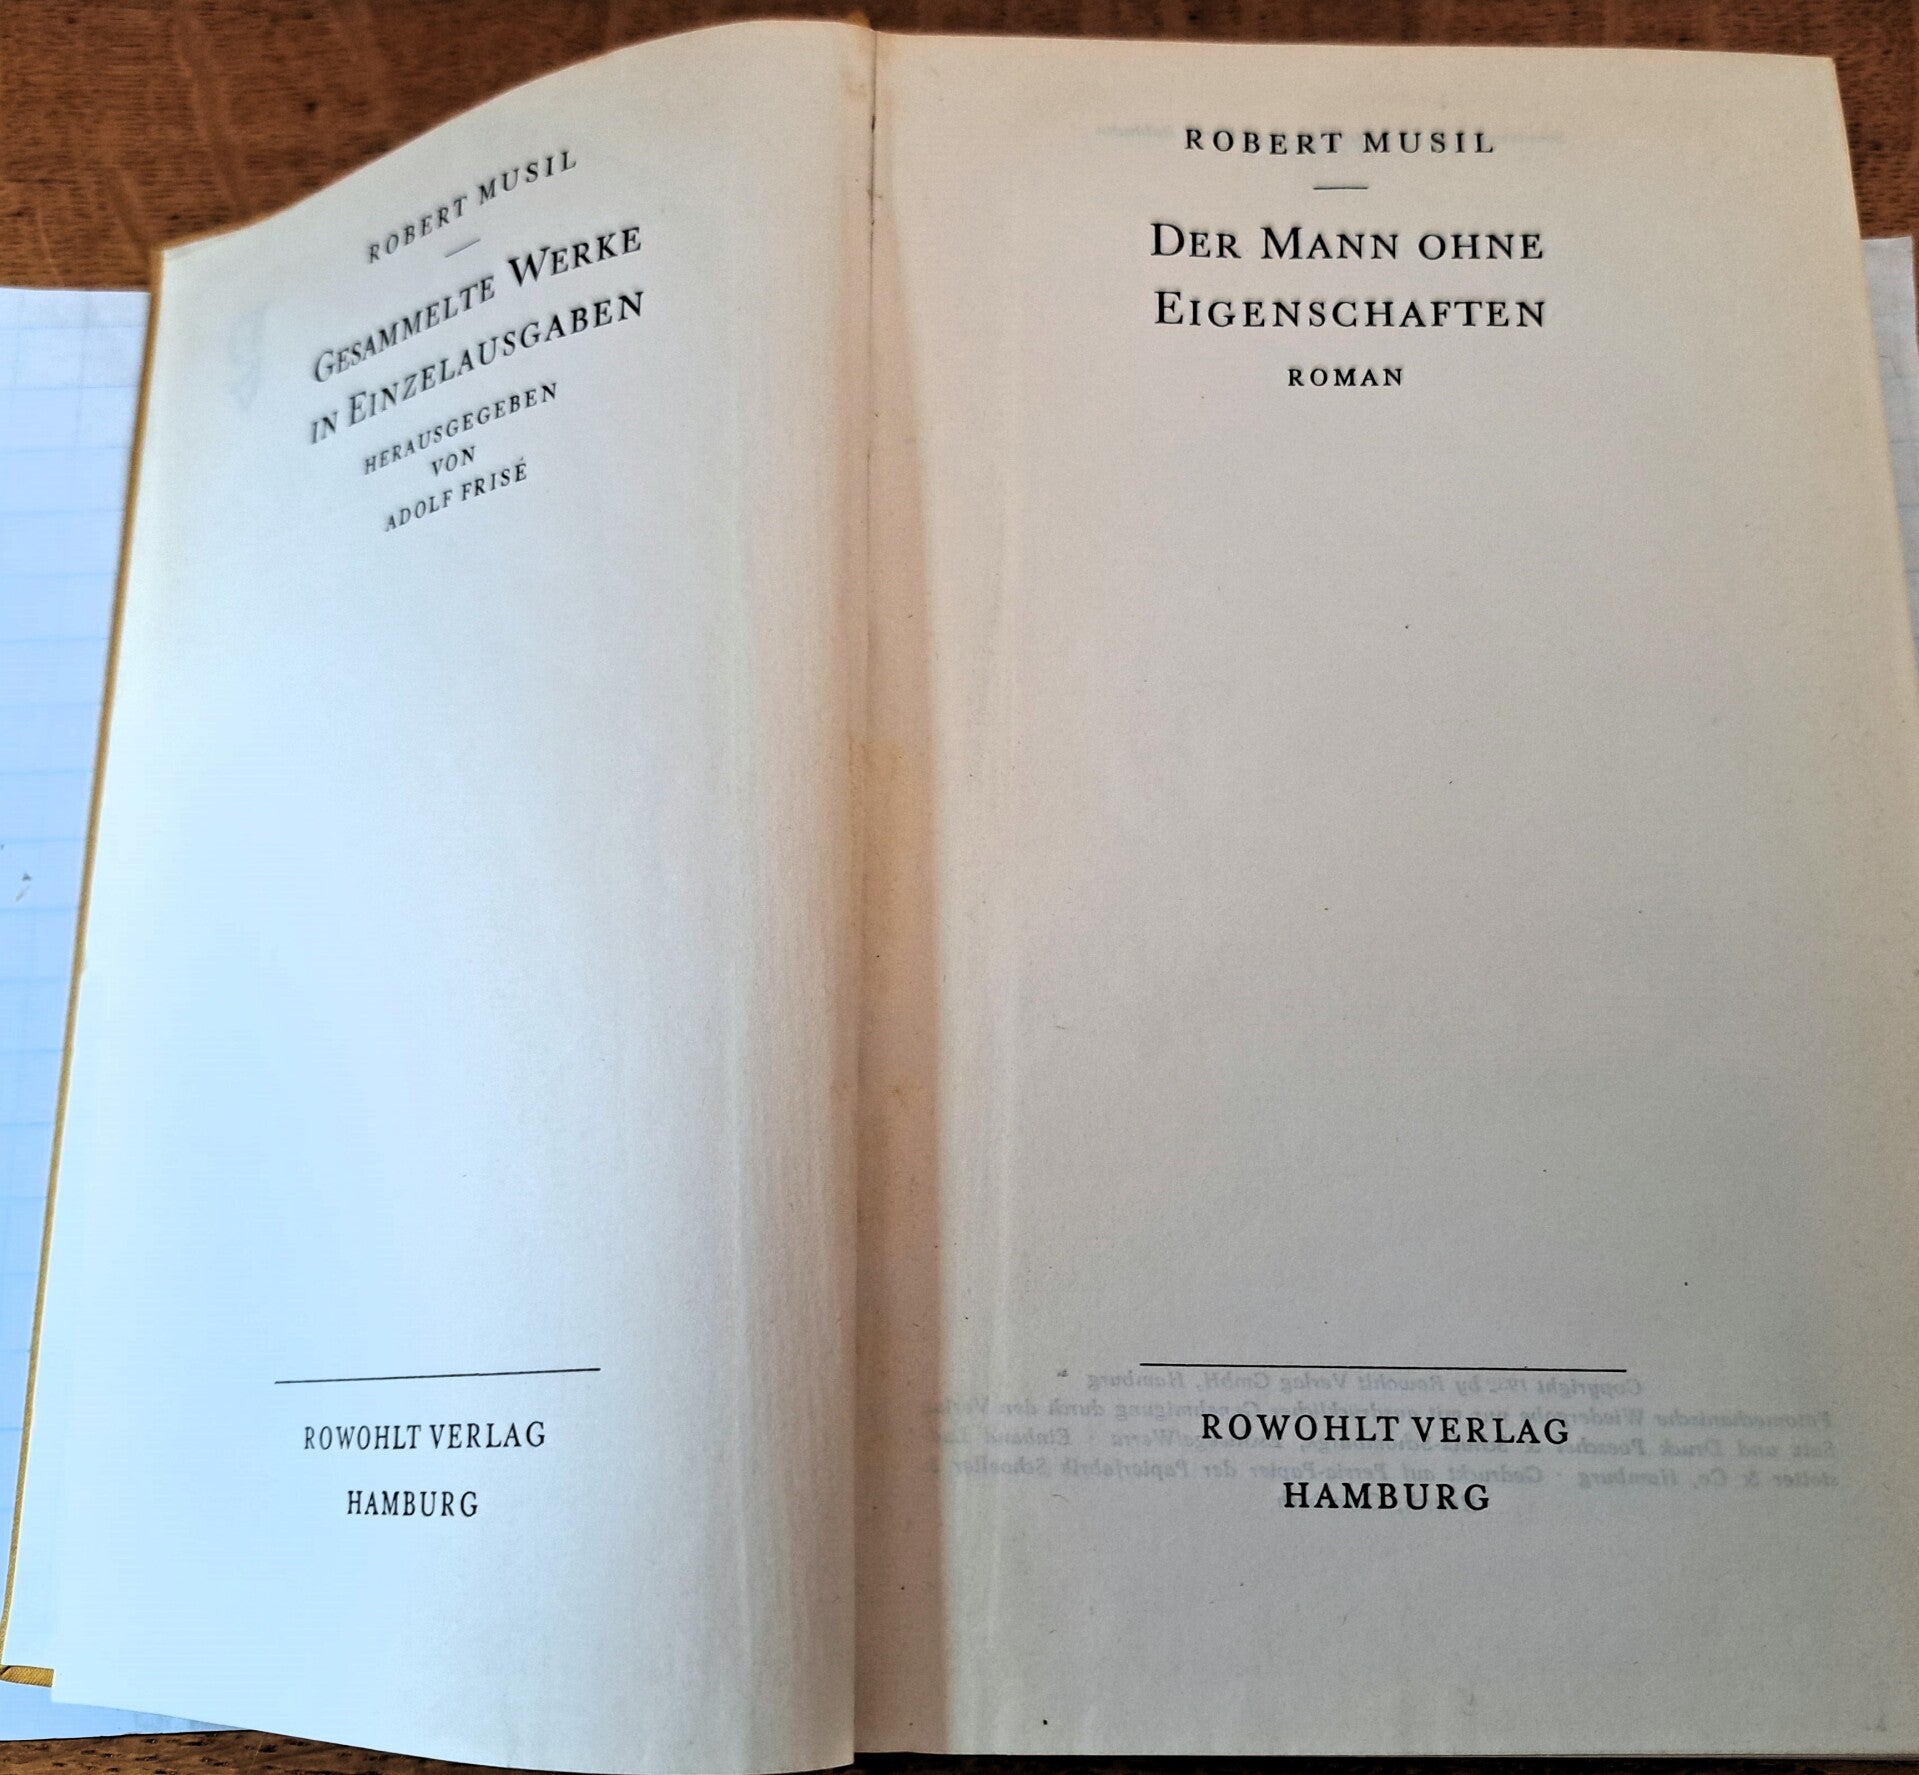 ROBERT MUSIL
GESAMMELTE WERKE
IN EINZELAUSGABEN
HERAUSGEGEBEN
VON
ADOLF FRISÉ
ROWOHLT VERLAG
HAMBURG
ROBERT MUSIL
DER MANN OHNE
EIGENSCHAFTEN
ROMAN
ROWOHLT VERLAG
HAMBURG